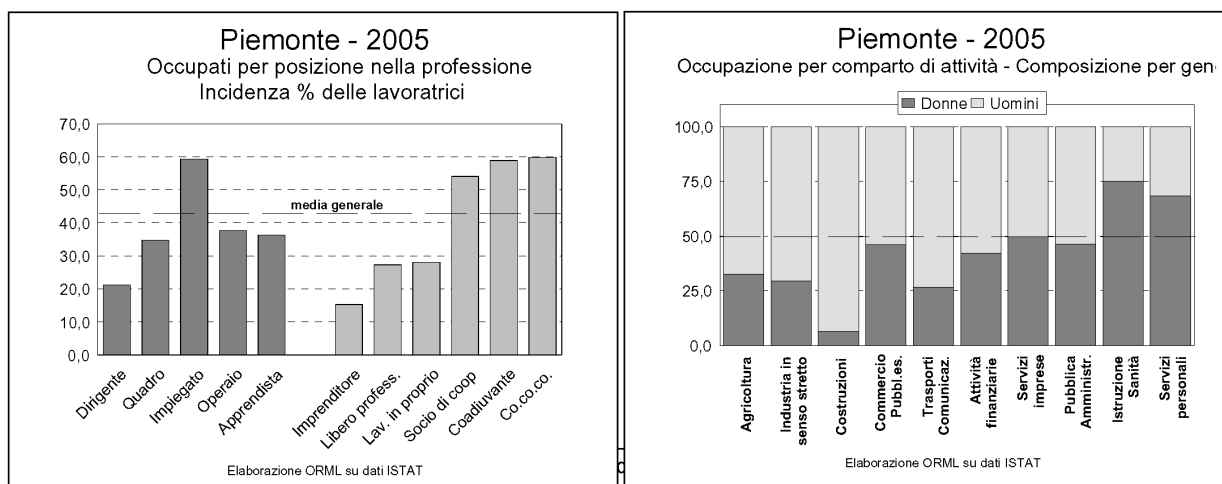 Piemonte - 2005
Occupati per posizione nella professione
Incidenza % delle lavoratrici
70,0
60,0
50,0
40,0
30,0
20,0
10,0
0,0
media generale
Dirigente
Quadro
Impiegato
Operaio
Apprendista
Imprenditore
Libero profess.
Lav. in proprio
Socio di coop
Coadiuvante
Co.co.co.
Elaborazione ORML su dati ISTAT
Piemonte - 2005
Occupazione per comparto di attività - Composizione per gen
Donne
Uomini
100,0
75,0
50,0
25,0
0,0
Agricoltura
Industria in
senso stretto
Costruzioni
Commercio
Pubbl.es.
Trasporti
Comunicaz.
Attività
finanziarie
Servizi
imprese
Pubblica
Amministr.
Istruzione
Sanità
Servizi
personali
Elaborazione ORML su dati ISTAT